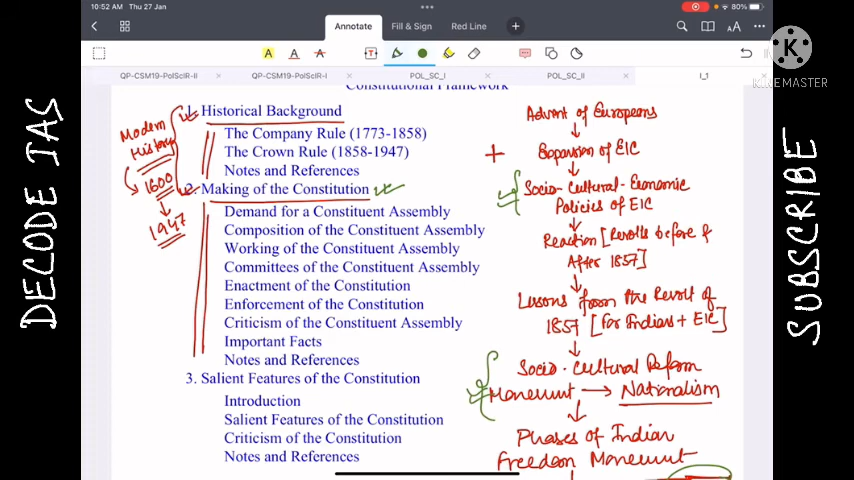 10:52 AM Thu 27 Jan
80%
Annotate
Fill & Sign
Red Line
QP-CSM19-PolSciR-II
QP-CSM19-PolSciR-I
POL_SC_I
POL_SC_II
I_1
KINEMASTER
DECODE IAS
SUBSCRIBE
Constitutional Framework
1. Historical Background
The Company Rule (1773-1858)
The Crown Rule (1858-1947)
Notes and References
2. Making of the Constitution
Demand for a Constituent Assembly
Composition of the Constituent Assembly
Working of the Constituent Assembly
Committees of the Constituent Assembly
Enactment of the Constitution
Enforcement of the Constitution
Criticism of the Constituent Assembly
Important Facts
Notes and References
3. Salient Features of the Constitution
Introduction
Salient Features of the Constitution
Criticism of the Constitution
Notes and References
Modern
History
1600
1947
Advent of Europeans
+ Expansion of EIC
Socio-Cultural-Economic
Policies of EIC
Reaction [Revolts before &
After 1857]
Lessons from the Revolt of
1857 [For Indians + EIC]
Socio-Cultural Reform
Movement → Nationalism
Phases of Indian
Freedom Movement